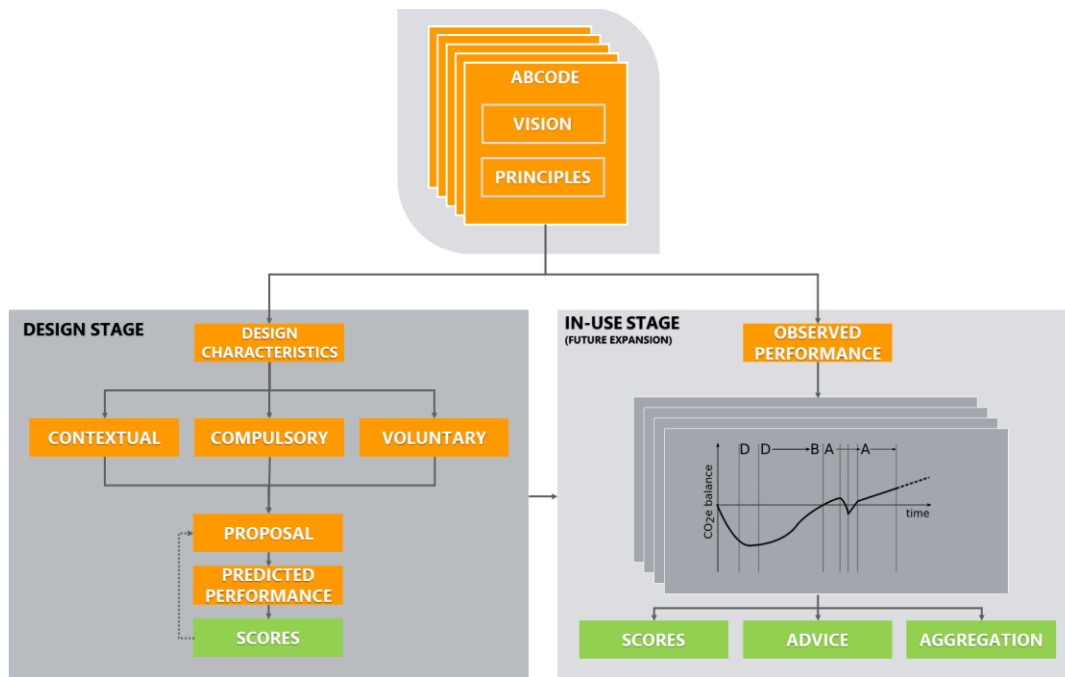 ABCODE
VISION
PRINCIPLES
DESIGN STAGE
DESIGN
CHARACTERISTICS
CONTEXTUAL
COMPULSORY
VOLUNTARY
PROPOSAL
PREDICTED
PERFORMANCE
SCORES
IN-USE STAGE
(FUTURE EXPANSION)
OBSERVED
PERFORMANCE
D D B A A
CO2e balance
time
SCORES
ADVICE
AGGREGATION